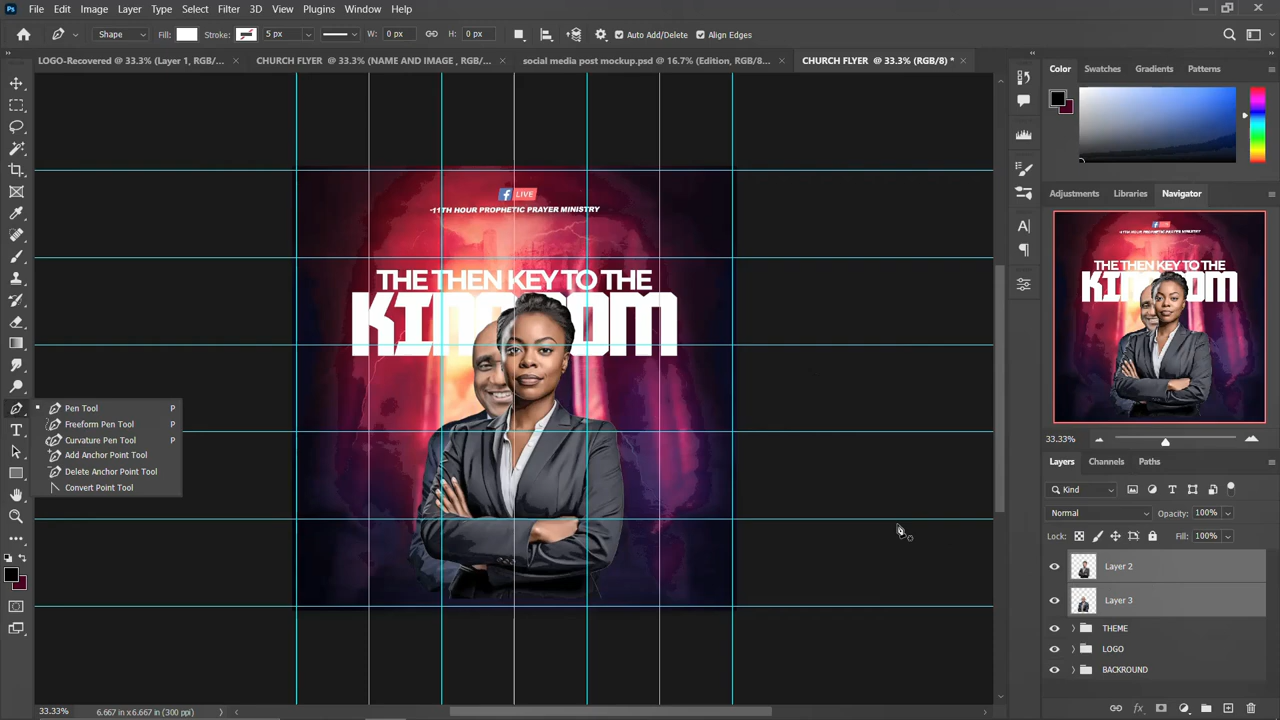 Ps File Edit Image Layer Type Select Filter 3D View Plugins Window Help
Shape Fill: Stroke: 5 px W: 0 px H: 0 px Auto Add/Delete Align Edges
LOGO-Recovered @ 33.3% (Layer 1, RGB/... × CHURCH FLYER @ 33.3% (NAME AND IMAGE , RGB/... × social media post mockup.psd @ 16.7% (Edition, RGB/8... × CHURCH FLYER @ 33.3% (RGB/8) * ×
Color Swatches Gradients Patterns
Adjustments Libraries Navigator
f LIVE
-11TH HOUR PROPHETIC PRAYER MINISTRY
THE THEN KEY TO THE
Pen Tool P
Freeform Pen Tool P
Curvature Pen Tool P
Add Anchor Point Tool
Delete Anchor Point Tool
Convert Point Tool
33.33%
Layers Channels Paths
Kind
Normal Opacity: 100%
Lock: Fill: 100%
Layer 2
Layer 3
THEME
LOGO
BACKROUND
33.33% 6.667 in x 6.667 in (300 ppi)